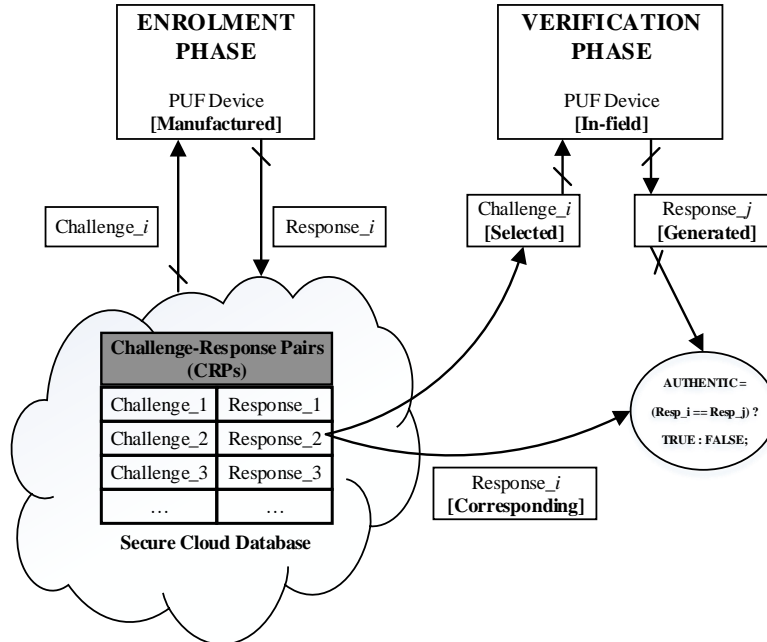 ENROLMENT
PHASE
PUF Device
[Manufactured]
VERIFICATION
PHASE
PUF Device
[In-field]
Challenge_i
Response_i
Challenge_i
[Selected]
Response_j
[Generated]
Challenge-Response Pairs
(CRPs)
Challenge_1 Response_1
Challenge_2 Response_2
Challenge_3 Response_3
… …
Secure Cloud Database
AUTHENTIC =
(Resp_i == Resp_j) ?
TRUE : FALSE;
Response_i
[Corresponding]